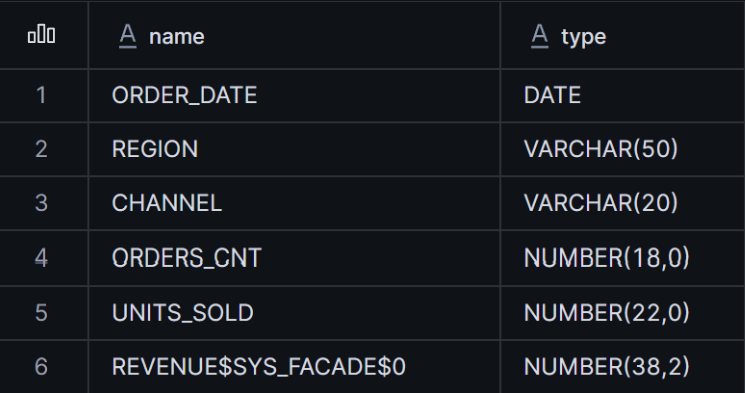 A name A type
1 ORDER_DATE DATE
2 REGION VARCHAR(50)
3 CHANNEL VARCHAR(20)
4 ORDERS_CNT NUMBER(18,0)
5 UNITS_SOLD NUMBER(22,0)
6 REVENUE$SYS_FACADE$0 NUMBER(38,2)